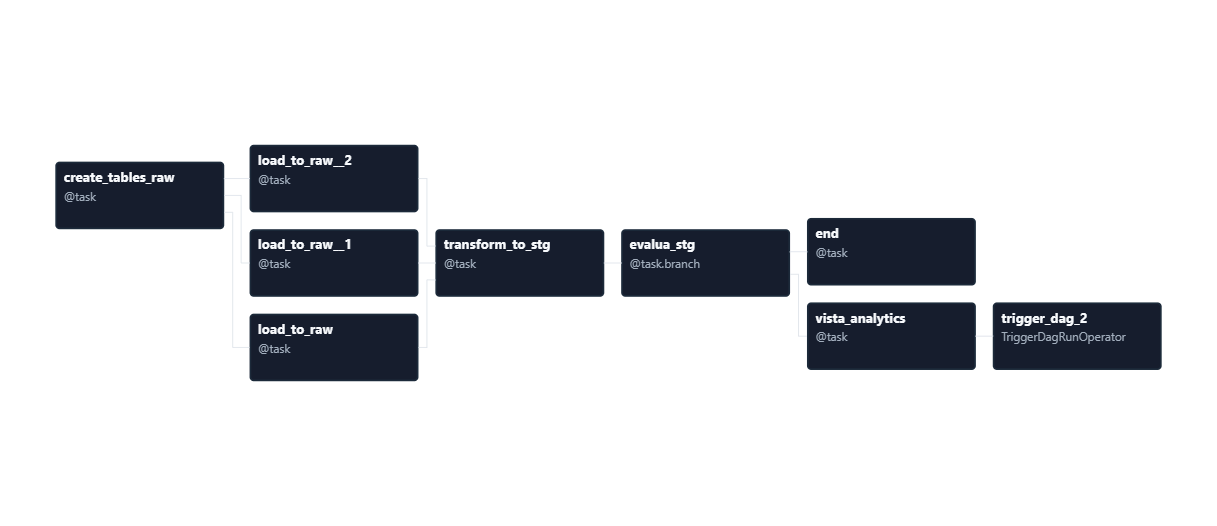 create_tables_raw
@task
load_to_raw__2
@task
load_to_raw__1
@task
load_to_raw
@task
transform_to_stg
@task
evalua_stg
@task.branch
end
@task
vista_analytics
@task
trigger_dag_2
TriggerDagRunOperator